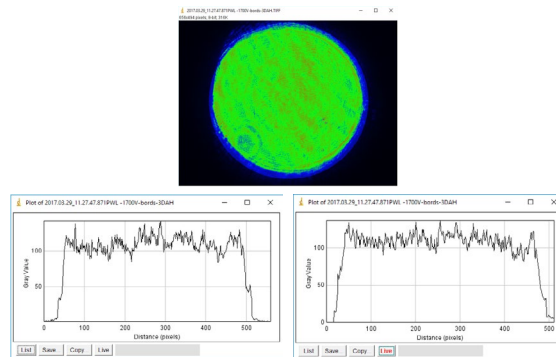 2017.03.29_11.27.47.871PWL -1700V-bords-3DAH.TIFF
Plot of 2017.03.29_11.27.47.871PWL -1700V-bords-3DAH
100
50
Gray Value
0 100 200 300 400 500
Distance (pixels)
List Save... Copy... Live
Plot of 2017.03.29_11.27.47.871PWL -1700V-bords-3DAH
100
50
0
Gray Value
0 100 200 300 400 500
Distance (pixels)
List Save... Copy... Live